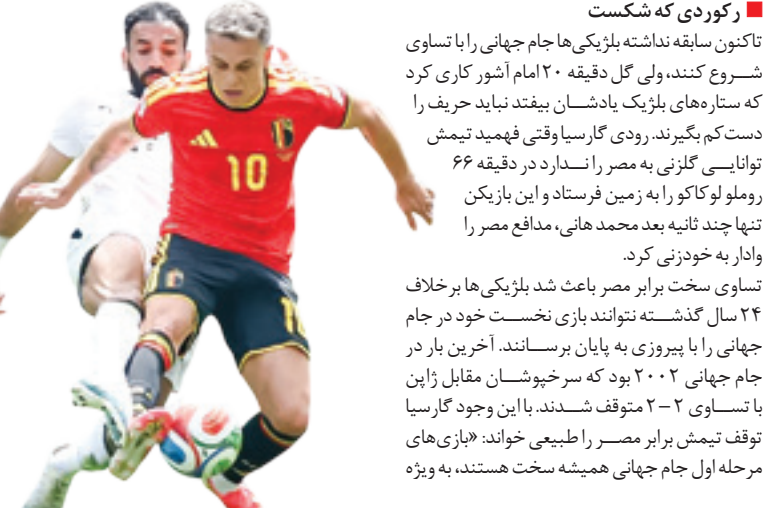 رکوردی که شکست
تاکنون سابقه نداشته بلژیکی‌ها جام جهانی را با تساوی
شروع کنند، ولی گل دقیقه ۲۰ امام آشور کاری کرد
که ستاره‌های بلژیک یادشان بیفتد نباید حریف را
دست‌کم بگیرند. رودی گارسیا وقتی فهمید تیمش
توانایی گلزنی به مصر را ندارد در دقیقه ۶۶
روملو لوکاکو را به زمین فرستاد و این بازیکن
تنها چند ثانیه بعد محمد هانی، مدافع مصر را
وادار به خودزنی کرد.
تساوی سخت برابر مصر باعث شد بلژیکی‌ها برخلاف
۲۴ سال گذشته نتوانند بازی نخست خود در جام
جهانی را با پیروزی به پایان برسانند. آخرین بار در
جام جهانی ۲۰۰۲ بود که سرخپوشان مقابل ژاپن
با تساوی ۲-۲ متوقف شدند. با این وجود گارسیا
توقف تیمش برابر مصر را طبیعی خواند: «بازی‌های
مرحله اول جام جهانی همیشه سخت هستند، به ویژه
10
10